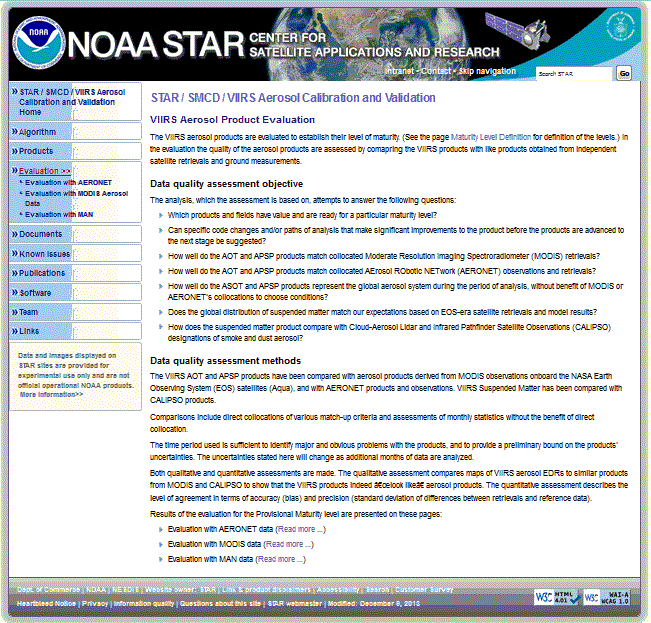 NOAA
NOAA STAR CENTER FOR
SATELLITE APPLICATIONS AND RESEARCH
Intranet - Contact - Skip navigation
Search STAR
Go
» STAR / SMCD / VIIRS Aerosol
Calibration and Validation
Home
» Algorithm
» Products
» Evaluation >>
Evaluation with AERONET
Evaluation with MODIS Aerosol
Data
Evaluation with MAN
» Documents
» Known Issues
» Publications
» Software
» Team
» Links
Data and images displayed on
STAR sites are provided for
experimental use only and are not
official operational NOAA products.
More information>>
STAR / SMCD / VIIRS Aerosol Calibration and Validation
VIIRS Aerosol Product Evaluation
The VIIRS aerosol products are evaluated to establish their level of maturity. (See the page Maturity Level Definition for definition of the levels.) In
the evaluation the quality of the aerosol products are assessed by comapring the VIIRS products with like products obtained from independent
satellite retrievals and ground measurements.
Data quality assessment objective
The analysis, which the assessment is based on, attempts to answer the following questions:
Which products and fields have value and are ready for a particular maturity level?
Can specific code changes and/or paths of analysis that make significant improvements to the product before the products are advanced to
the next stage be suggested?
How well do the AOT and APSP products match collocated Moderate Resolution Imaging Spectroradiometer (MODIS) retrievals?
How well do the AOT and APSP products match collocated AErosol RObotic NETwork (AERONET) observations and retrievals?
How well do the ASOT and APSP products represent the global aerosol system during the period of analysis, without benefit of MODIS or
AERONET's collocations to choose conditions?
Does the global distribution of suspended matter match our expectations based on EOS-era satellite retrievals and model results?
How does the suspended matter product compare with Cloud-Aerosol Lidar and Infrared Pathfinder Satellite Observations (CALIPSO)
designations of smoke and dust aerosol?
Data quality assessment methods
The VIIRS AOT and APSP products have been compared with aerosol products derived from MODIS observations onboard the NASA Earth
Observing System (EOS) satellites (Aqua), and with AERONET products and observations. VIIRS Suspended Matter has been compared with
CALIPSO products.
Comparisons include direct collocations of various match-up criteria and assessments of monthly statistics without the benefit of direct
collocation.
The time period used is sufficient to identify major and obvious problems with the products, and to provide a preliminary bound on the products'
uncertainties. The uncertainties stated here will change as additional months of data are analyzed.
Both qualitative and quantitative assessments are made. The qualitative assessment compares maps of VIIRS aerosol EDRs to similar products
from MODIS and CALIPSO to show that the VIIRS products indeed â€œlook likeâ€ aerosol products. The quantitative assessment describes the
level of agreement in terms of accuracy (bias) and precision (standard deviation of differences between retrievals and reference data).
Results of the evaluation for the Provisional Maturity level are presented on these pages:
Evaluation with AERONET data (Read more ...)
Evaluation with MODIS data (Read more ...)
Evaluation with MAN data (Read more ...)
Dept. of Commerce | NOAA | NESDIS | Website owner: STAR | Link & product disclaimers | Accessibility | Search | Customer Survey
Heartbleed Notice | Privacy | Information quality | Questions about this site | STAR webmaster | Modified: December 6, 2018
W3C HTML 4.01
W3C WAI-A WCAG 1.0